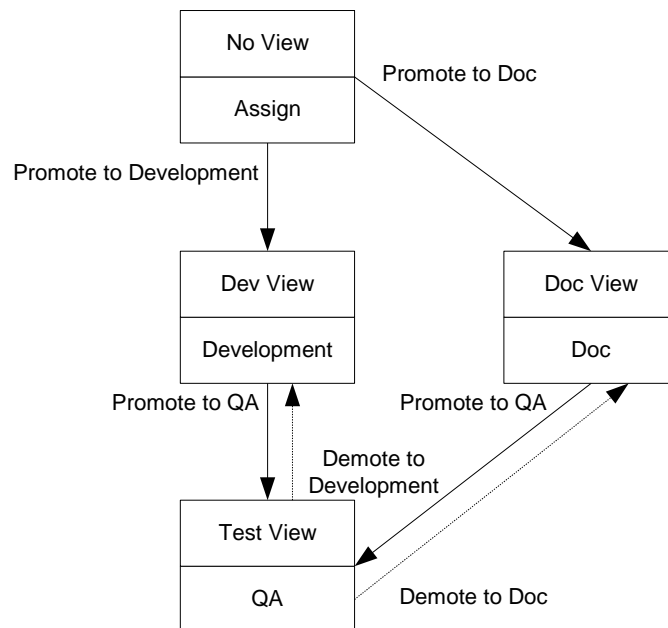 No View
Promote to Doc
Assign
Promote to Development
Dev View
Doc View
Development
Doc
Promote to QA
Promote to QA
Demote to
Development
Test View
QA
Demote to Doc